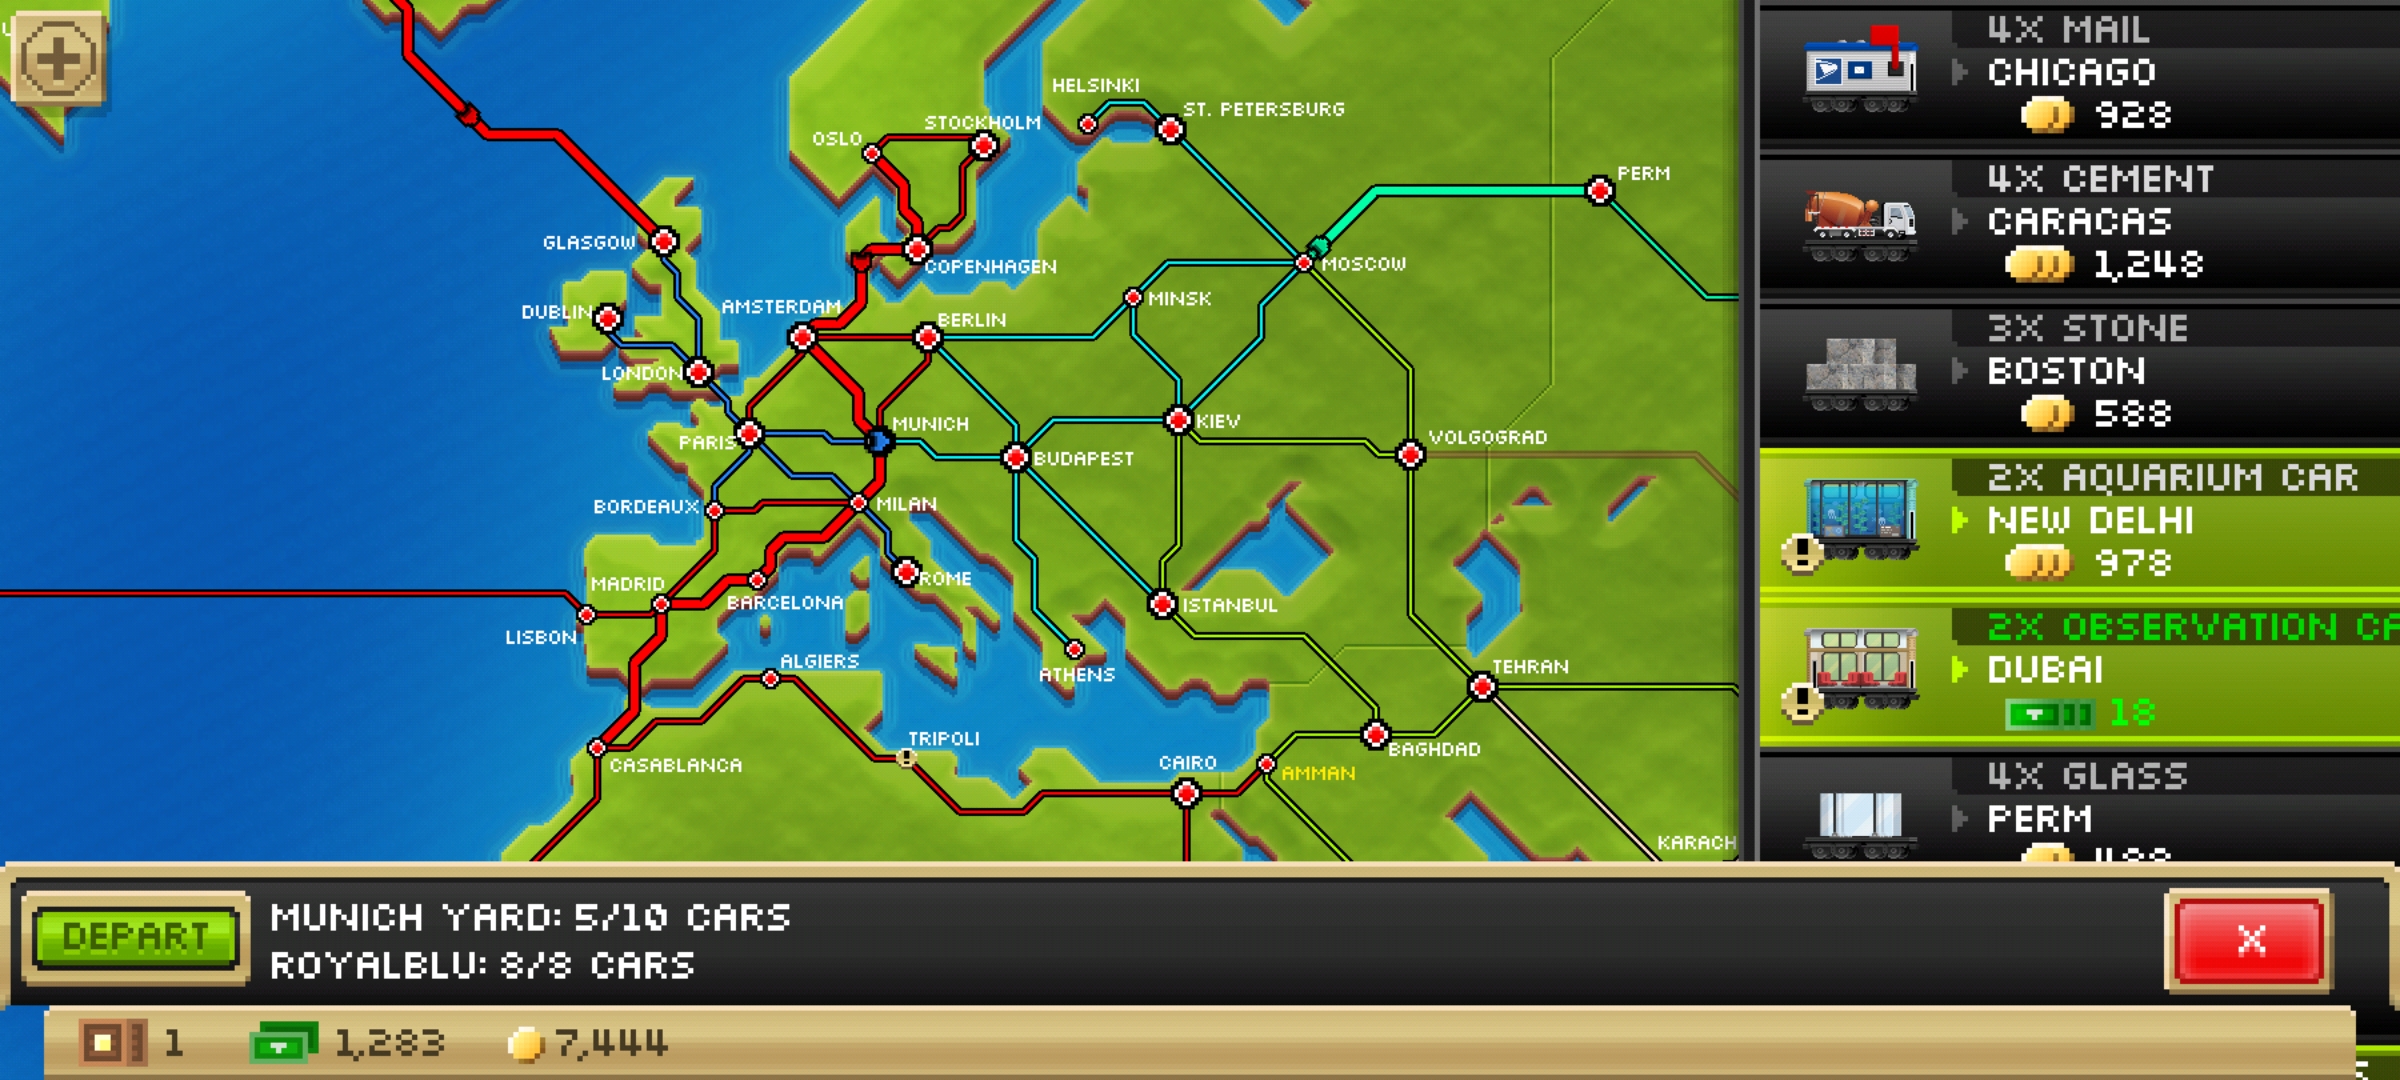 HELSINKI
ST. PETERSBURG
STOCKHOLM
OSLO
PERM
GLASGOW
COPENHAGEN
MOSCOW
MINSK
AMSTERDAM
DUBLIN
BERLIN
LONDON
MUNICH
KIEV
PARIS
BUDAPEST
VOLGOGRAD
BORDEAUX
MILAN
ROME
MADRID
BARCELONA
ISTANBUL
LISBON
ALGIERS
ATHENS
TEHRAN
TRIPOLI
CASABLANCA
CAIRO
BAGHDAD
AMMAN
KARACH
4X MAIL
CHICAGO
928
4X CEMENT
CARACAS
1,248
3X STONE
BOSTON
588
2X AQUARIUM CAR
NEW DELHI
978
2X OBSERVATION CA
DUBAI
18
4X GLASS
PERM
DEPART
MUNICH YARD: 5/10 CARS
ROYALBLU: 8/8 CARS
X
1
1,283
7,444